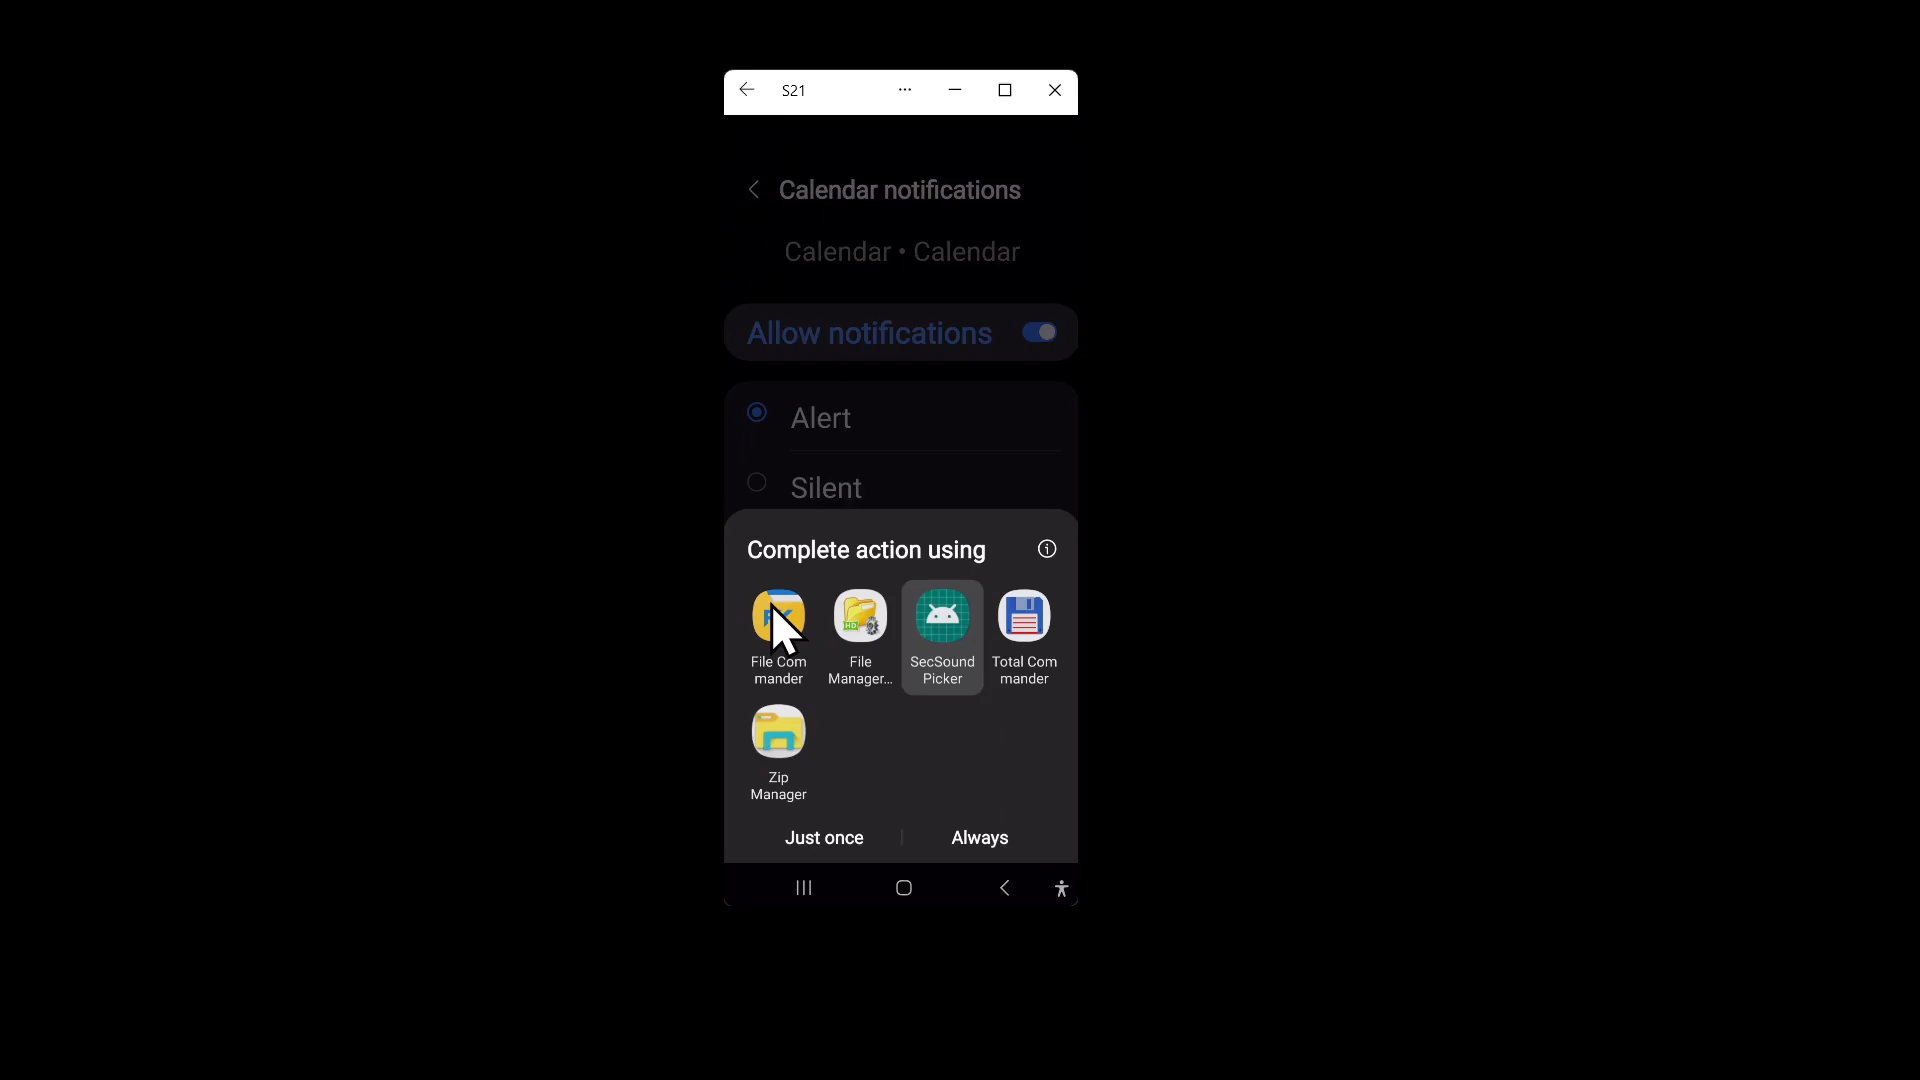 S21
Calendar notifications
Calendar • Calendar
Allow notifications
Alert
Silent
Complete action using
File Com
mander
File
Manager...
SecSound
Picker
Total Com
mander
HD
Zip
Manager
Just once
Always